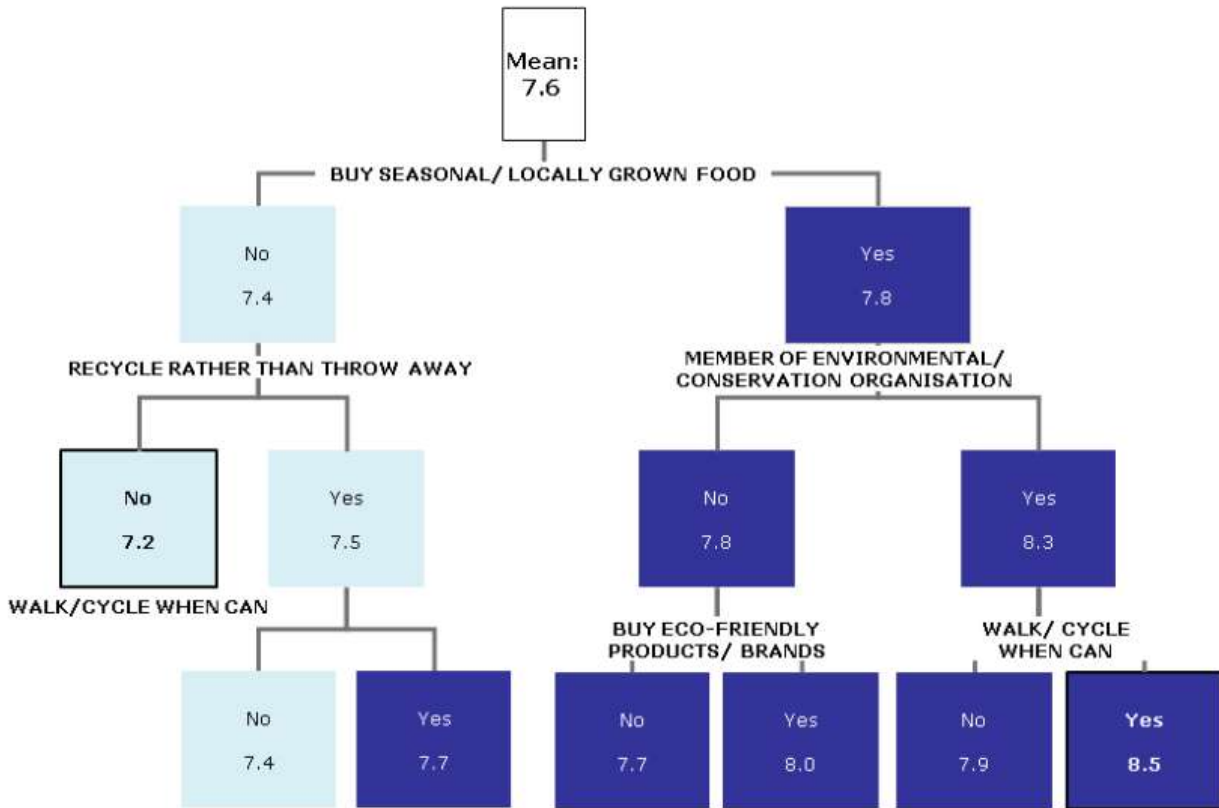 Mean:
7.6
BUY SEASONAL/ LOCALLY GROWN FOOD
No
7.4
Yes
7.8
RECYCLE RATHER THAN THROW AWAY
MEMBER OF ENVIRONMENTAL/
CONSERVATION ORGANISATION
No
7.2
Yes
7.5
No
7.8
Yes
8.3
WALK/CYCLE WHEN CAN
BUY ECO-FRIENDLY
PRODUCTS/ BRANDS
WALK/ CYCLE
WHEN CAN
No
7.4
Yes
7.7
No
7.7
Yes
8.0
No
7.9
Yes
8.5